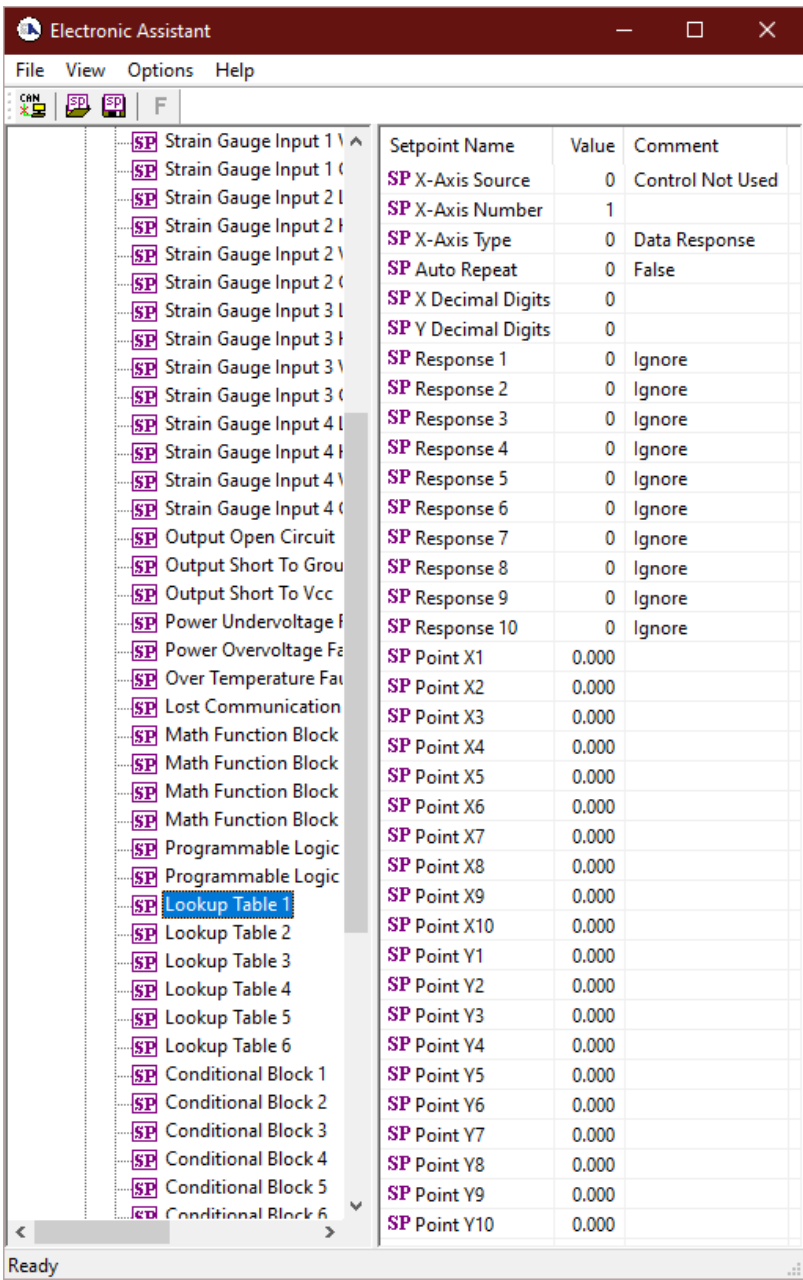 Electronic Assistant
File View Options Help
CAN SP SP F
SP Strain Gauge Input 1 V
SP Strain Gauge Input 1
SP Strain Gauge Input 2 L
SP Strain Gauge Input 2 H
SP Strain Gauge Input 2 V
SP Strain Gauge Input 2
SP Strain Gauge Input 3 L
SP Strain Gauge Input 3 H
SP Strain Gauge Input 3 V
SP Strain Gauge Input 3
SP Strain Gauge Input 4 L
SP Strain Gauge Input 4 H
SP Strain Gauge Input 4 V
SP Strain Gauge Input 4
SP Output Open Circuit
SP Output Short To Grou
SP Output Short To Vcc
SP Power Undervoltage F
SP Power Overvoltage Fa
SP Over Temperature Fau
SP Lost Communication
SP Math Function Block
SP Math Function Block
SP Math Function Block
SP Math Function Block
SP Programmable Logic
SP Programmable Logic
SP Lookup Table 1
SP Lookup Table 2
SP Lookup Table 3
SP Lookup Table 4
SP Lookup Table 5
SP Lookup Table 6
SP Conditional Block 1
SP Conditional Block 2
SP Conditional Block 3
SP Conditional Block 4
SP Conditional Block 5
SP Conditional Block 6
Setpoint Name Value Comment
SP X-Axis Source 0 Control Not Used
SP X-Axis Number 1
SP X-Axis Type 0 Data Response
SP Auto Repeat 0 False
SP X Decimal Digits 0
SP Y Decimal Digits 0
SP Response 1 0 Ignore
SP Response 2 0 Ignore
SP Response 3 0 Ignore
SP Response 4 0 Ignore
SP Response 5 0 Ignore
SP Response 6 0 Ignore
SP Response 7 0 Ignore
SP Response 8 0 Ignore
SP Response 9 0 Ignore
SP Response 10 0 Ignore
SP Point X1 0.000
SP Point X2 0.000
SP Point X3 0.000
SP Point X4 0.000
SP Point X5 0.000
SP Point X6 0.000
SP Point X7 0.000
SP Point X8 0.000
SP Point X9 0.000
SP Point X10 0.000
SP Point Y1 0.000
SP Point Y2 0.000
SP Point Y3 0.000
SP Point Y4 0.000
SP Point Y5 0.000
SP Point Y6 0.000
SP Point Y7 0.000
SP Point Y8 0.000
SP Point Y9 0.000
SP Point Y10 0.000
Ready